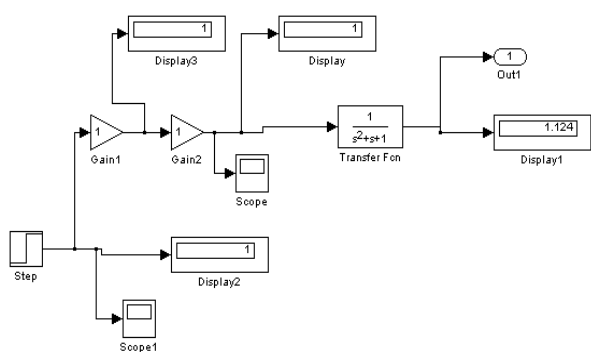 1
Display3
1
Display
1
Out1
1
Gain1
1
Gain2
1
s²+s+1
Transfer Fcn
1.124
Display1
Scope
Step
1
Display2
Scope1